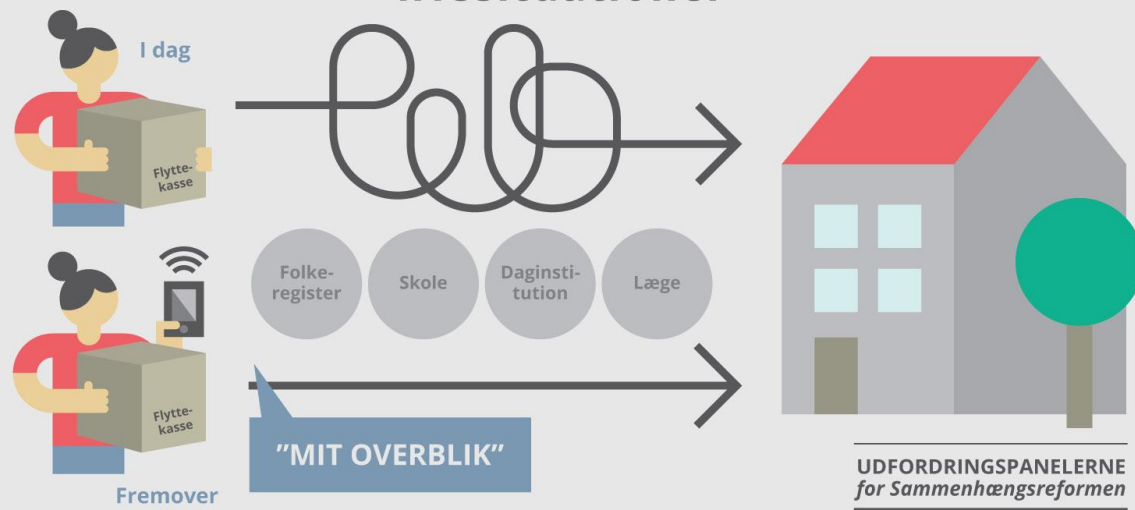 I dag
Flytte-
kasse
Folke-
register
Skole
Daginsti-
tution
Læge
Flytte-
kasse
"MIT OVERBLIK"
Fremover
UDFORDRINGSPANELERNE
for Sammenhængsreformen